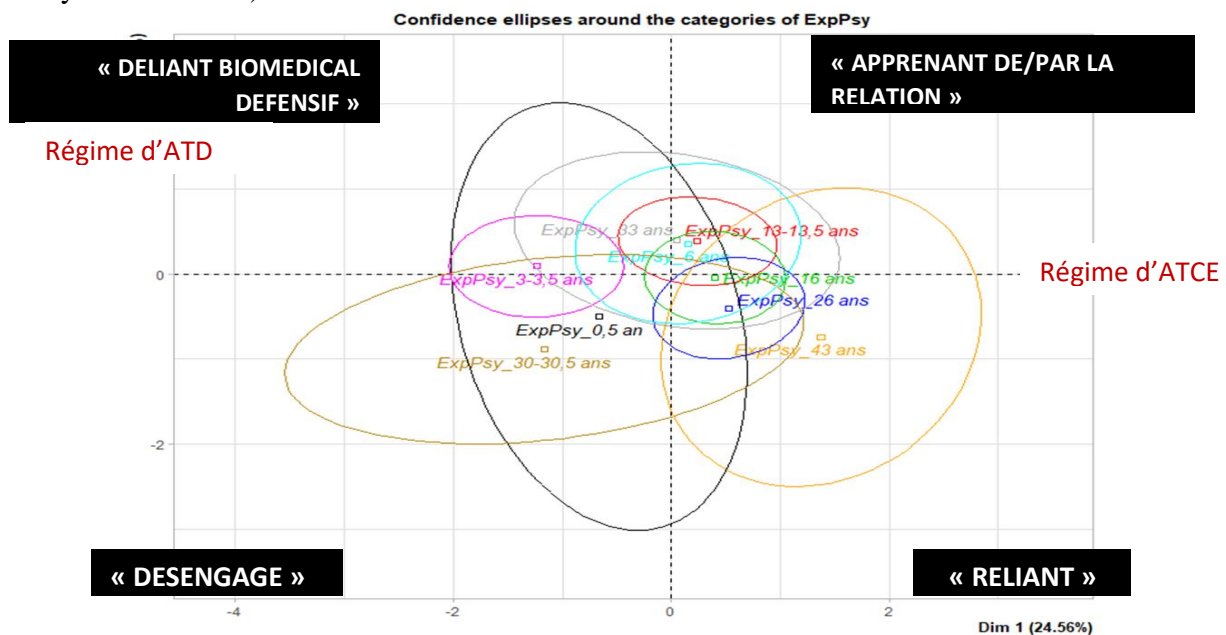 Confidence ellipses around the categories of ExpPsy
« DELIANT BIOMEDICAL
DEFENSIF »
« APPRENANT DE/PAR LA
RELATION »
Régime d’ATD
ExpPsy_33 ans
ExpPsy_13-13,5 ans
ExpPsy_6 ans
0
ExpPsy_3-3,5 ans
ExpPsy_16 ans
Régime d’ATCE
ExpPsy_26 ans
ExpPsy_0,5 an
ExpPsy_43 ans
ExpPsy_30-30,5 ans
-2
« DESENGAGE »
« RELIANT »
-4
-2
0
2
Dim 1 (24.56%)